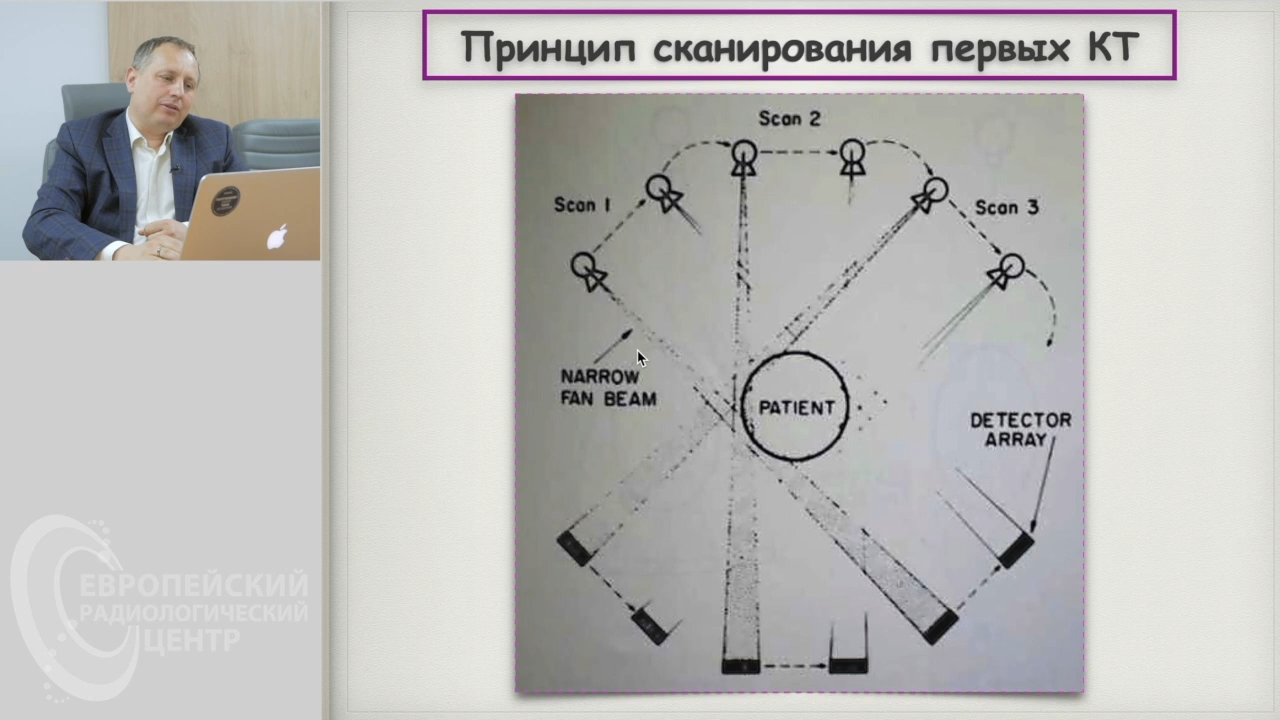 Принцип сканирования первых КТ
Scan 2
Scan 1
Scan 3
NARROW
FAN BEAM
PATIENT
DETECTOR
ARRAY
ЕВРОПЕЙСКИЙ
РАДИОЛОГИЧЕСКИЙ
ЦЕНТР